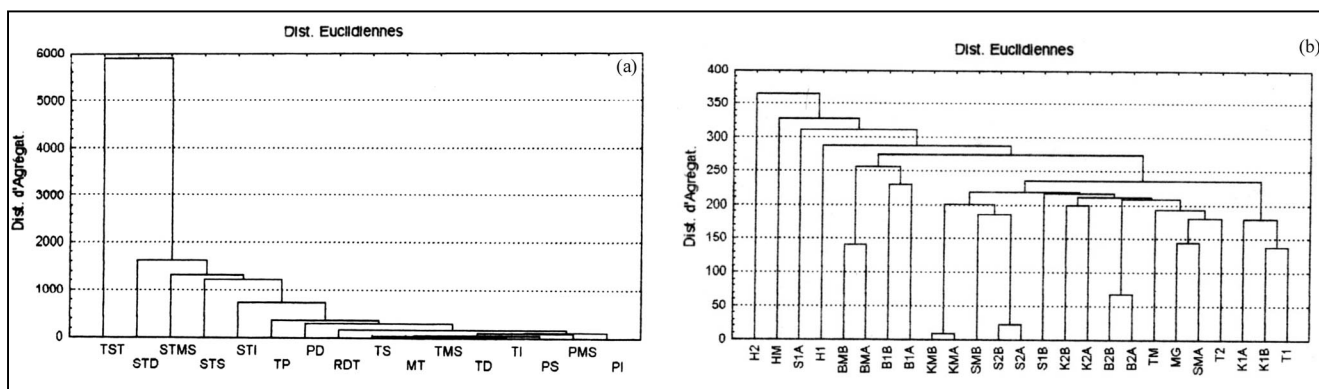 Dist. Euclidiennes
(a)
6000
5000
4000
3000
2000
1000
0
Dist. d'Agrégat.
TST STMS STI PD TS TMS TI PMS
STD STS TP RDT MT TD PS PI
Dist. Euclidiennes
(b)
400
350
300
250
200
150
100
50
0
Dist. d'Agrégat.
H2 HM S1A H1 BMB BMA B1B B1A KMB KMA SMB S2B S2A S1B K2B K2A B2B B2A TM MG SMA T2 K1A K1B T1